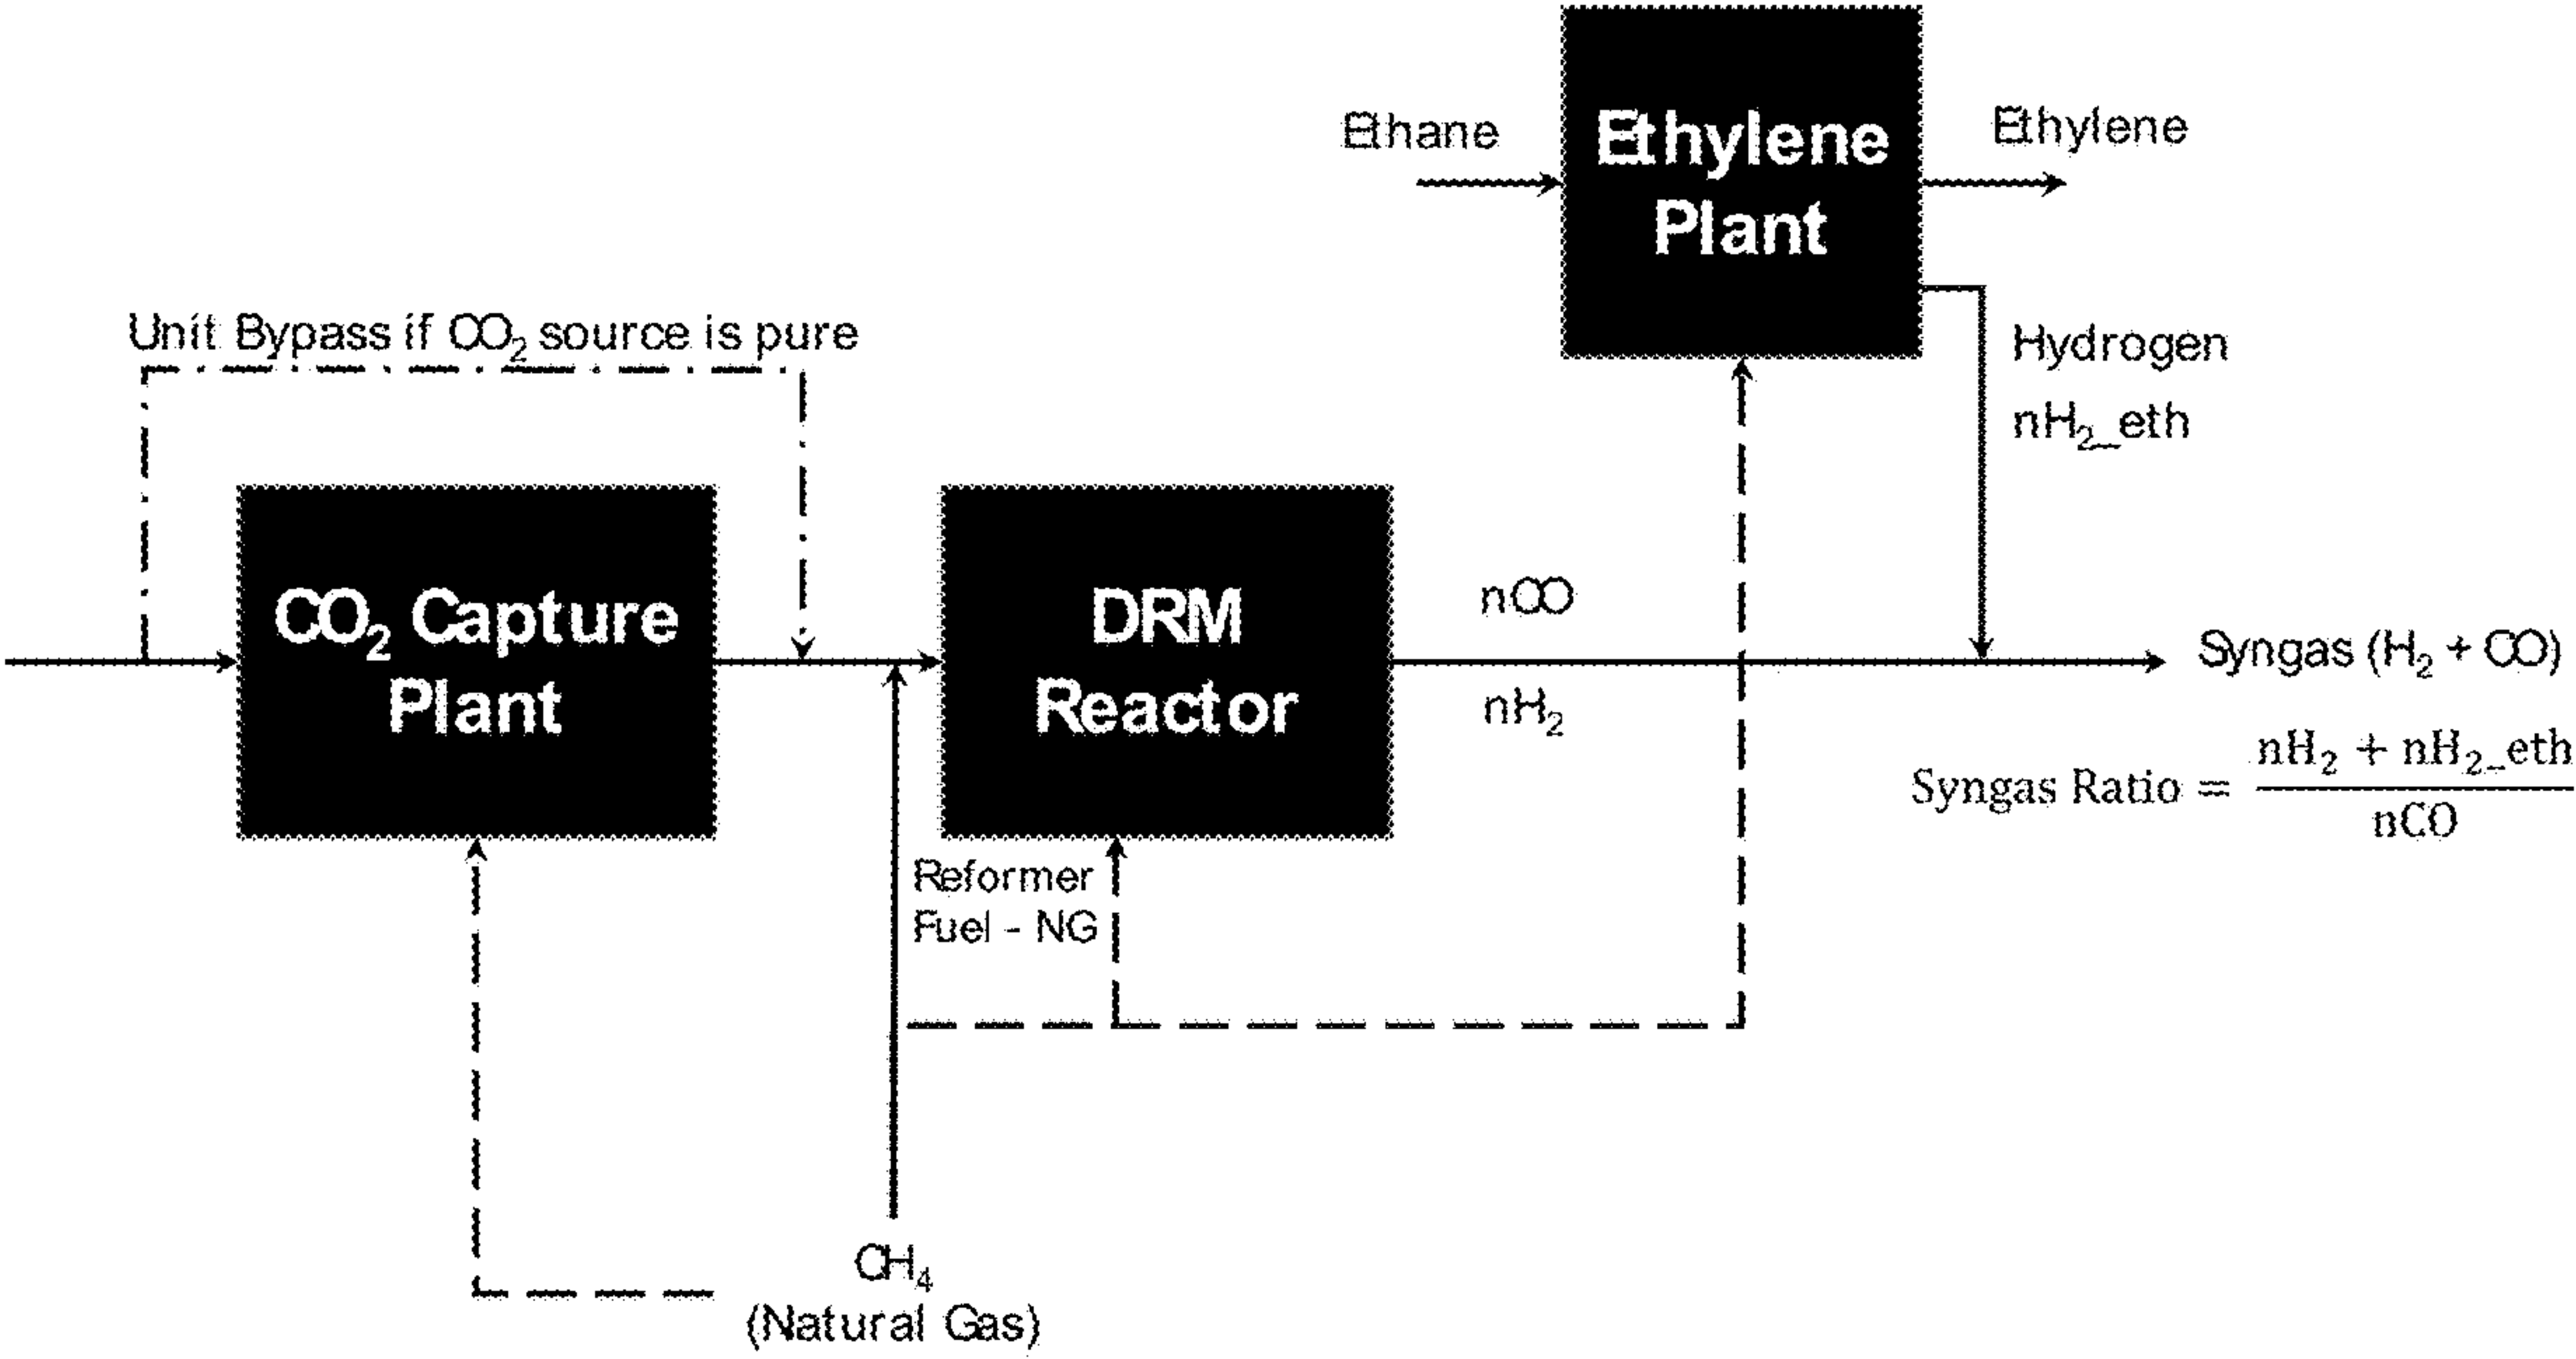 Ethane
Ethylene
Plant
Ethylene
Hydrogen
nH₂_eth
Unit Bypass if CO₂ source is pure
CO₂ Capture
Plant
DRM
Reactor
nCO
nH₂
Syngas (H₂ + CO)
Syngas Ratio = (nH₂ + nH₂_eth) / nCO
Reformer
Fuel - NG
CH₄
(Natural Gas)